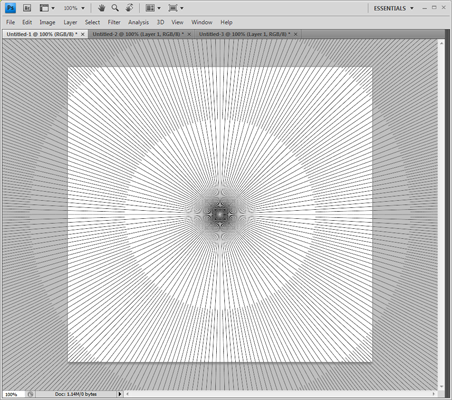 Ps Br 100% ▼ ESSENTIALS ▼
File Edit Image Layer Select Filter Analysis 3D View Window Help
Untitled-1 @ 100% (RGB/8) * × Untitled-2 @ 100% (Layer 1, RGB/8) * × Untitled-3 @ 100% (Layer 1, RGB/8) * ×
100% Doc: 1.14M/0 bytes